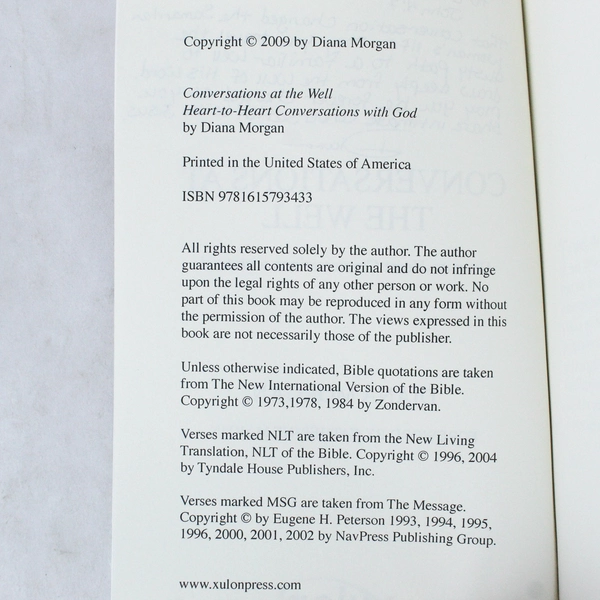 Copyright © 2009 by Diana Morgan
Conversations at the Well
Heart-to-Heart Conversations with God
by Diana Morgan
Printed in the United States of America
ISBN 9781615793433
All rights reserved solely by the author. The author
guarantees all contents are original and do not infringe
upon the legal rights of any other person or work. No
part of this book may be reproduced in any form without
the permission of the author. The views expressed in this
book are not necessarily those of the publisher.
Unless otherwise indicated, Bible quotations are taken
from The New International Version of the Bible.
Copyright © 1973,1978, 1984 by Zondervan.
Verses marked NLT are taken from the New Living
Translation, NLT of the Bible. Copyright © 1996, 2004
by Tyndale House Publishers, Inc.
Verses marked MSG are taken from The Message.
Copyright © by Eugene H. Peterson 1993, 1994, 1995,
1996, 2000, 2001, 2002 by NavPress Publishing Group.
www.xulonpress.com